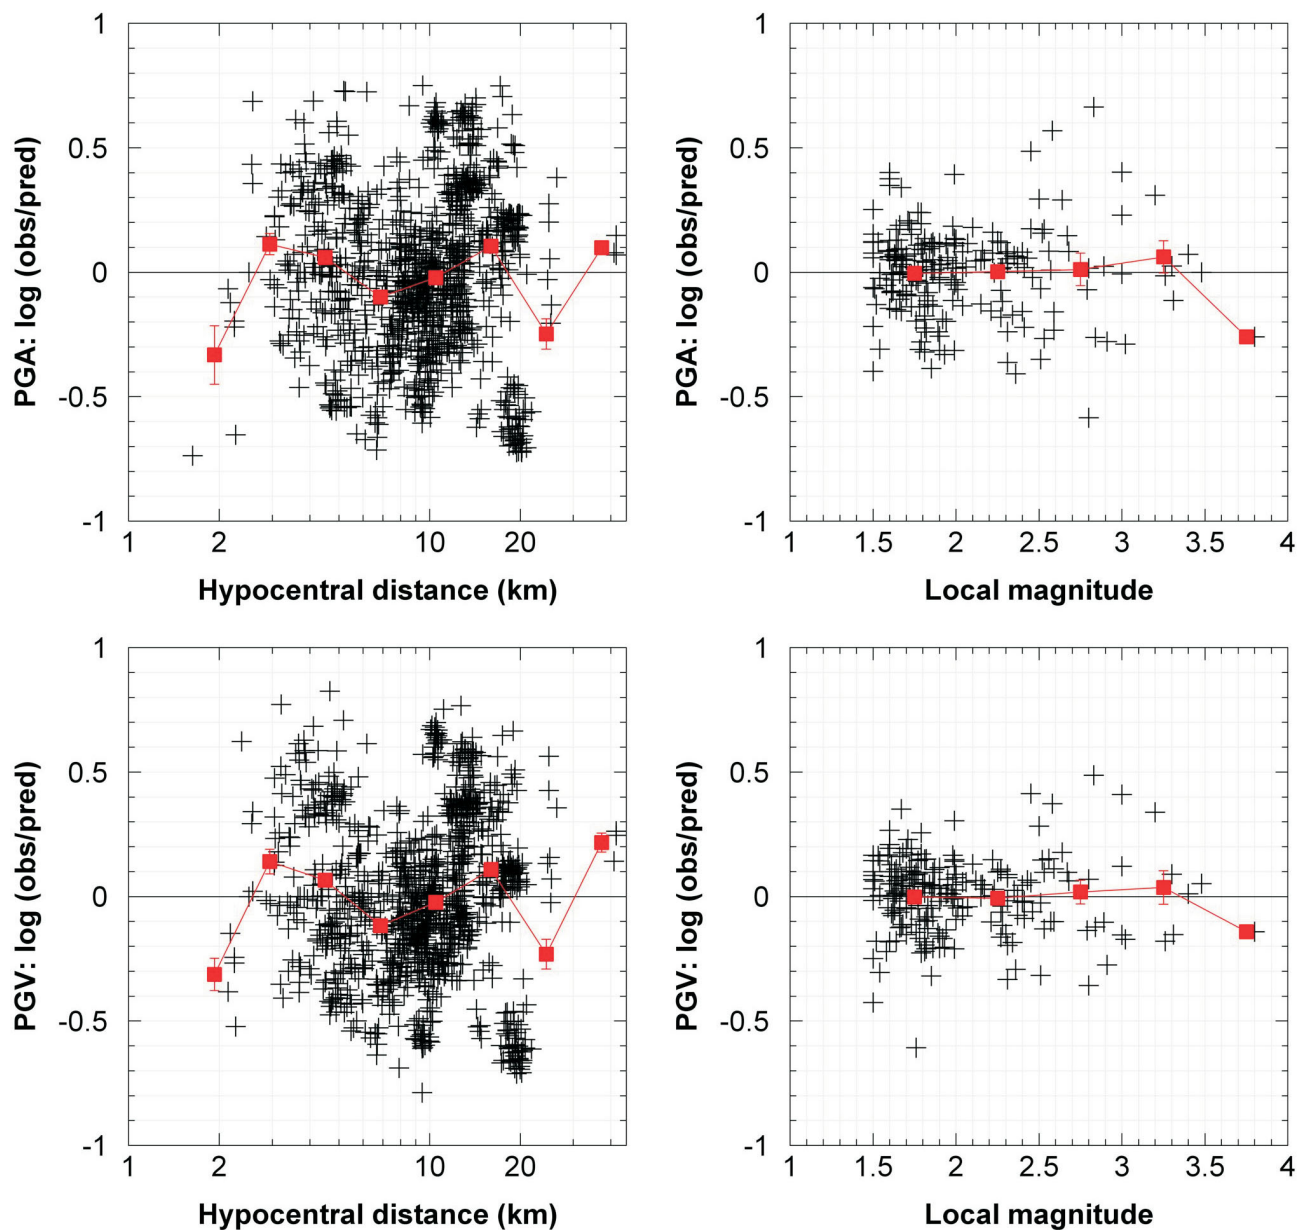 1
0.5
0
-0.5
-1
PGA: log (obs/pred)
1 2 10 20
Hypocentral distance (km)
1
0.5
0
-0.5
-1
PGA: log (obs/pred)
1 1.5 2 2.5 3 3.5 4
Local magnitude
1
0.5
0
-0.5
-1
PGV: log (obs/pred)
1 2 10 20
Hypocentral distance (km)
1
0.5
0
-0.5
-1
PGV: log (obs/pred)
1 1.5 2 2.5 3 3.5 4
Local magnitude